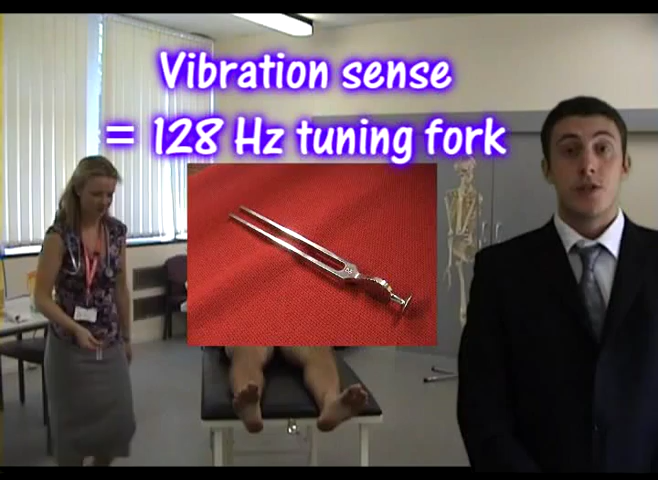 Vibration sense
= 128 Hz tuning fork